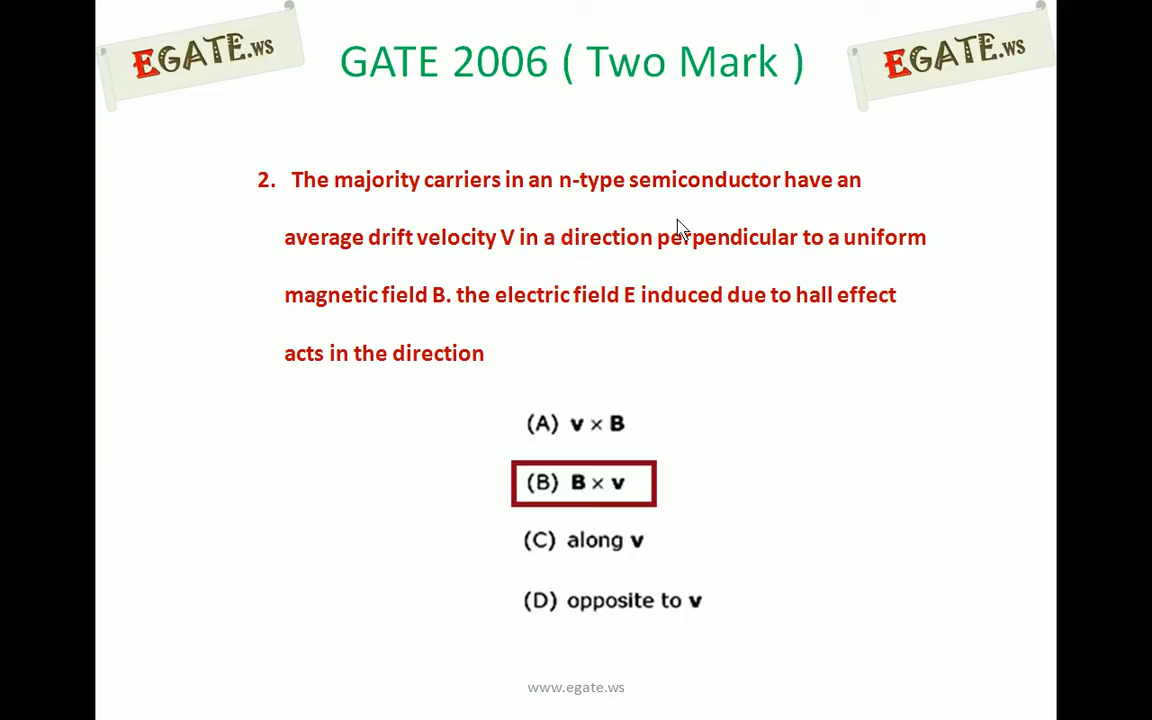 EGATE.ws
GATE 2006 ( Two Mark )
EGATE.ws
2. The majority carriers in an n-type semiconductor have an
average drift velocity V in a direction perpendicular to a uniform
magnetic field B. the electric field E induced due to hall effect
acts in the direction
(A) v × B
(B) B × v
(C) along v
(D) opposite to v
www.egate.ws